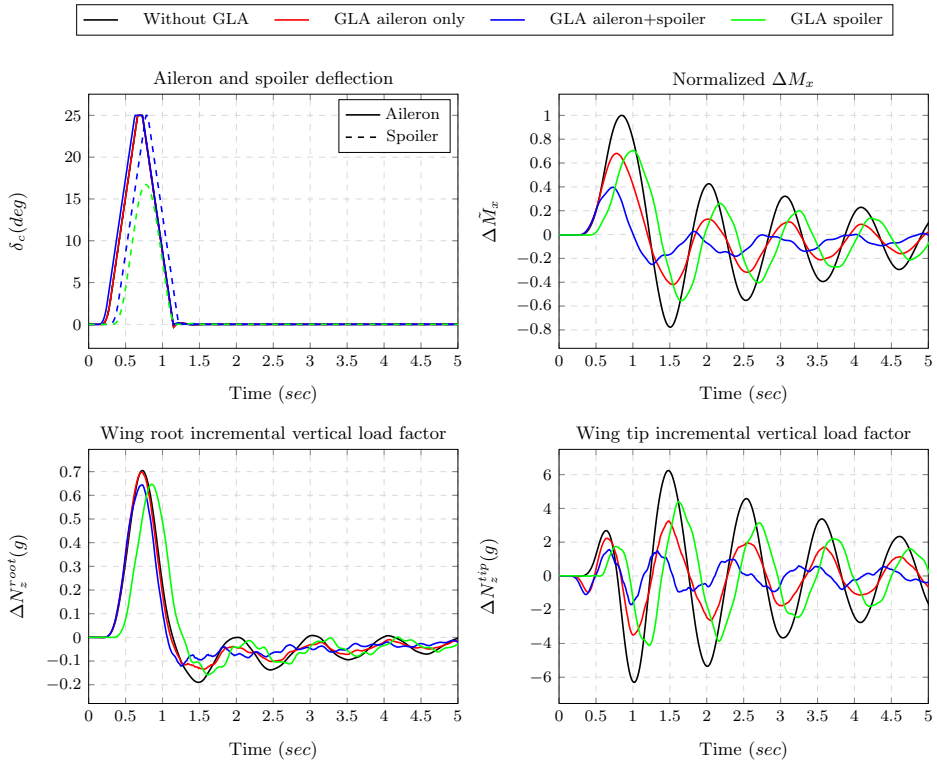 Without GLA GLA aileron only GLA aileron+spoiler GLA spoiler
Aileron and spoiler deflection
Aileron
Spoiler
25
20
15
10
5
0
δ_c(deg)
0 0.5 1 1.5 2 2.5 3 3.5 4 4.5 5
Time (sec)
Normalized ΔM_x
1
0.8
0.6
0.4
0.2
0
−0.2
−0.4
−0.6
−0.8
ΔM̃_x
0 0.5 1 1.5 2 2.5 3 3.5 4 4.5 5
Time (sec)
Wing root incremental vertical load factor
0.7
0.6
0.5
0.4
0.3
0.2
0.1
0
−0.1
−0.2
ΔN_z^{root}(g)
0 0.5 1 1.5 2 2.5 3 3.5 4 4.5 5
Time (sec)
Wing tip incremental vertical load factor
6
4
2
0
−2
−4
−6
ΔN_z^{tip}(g)
0 0.5 1 1.5 2 2.5 3 3.5 4 4.5 5
Time (sec)